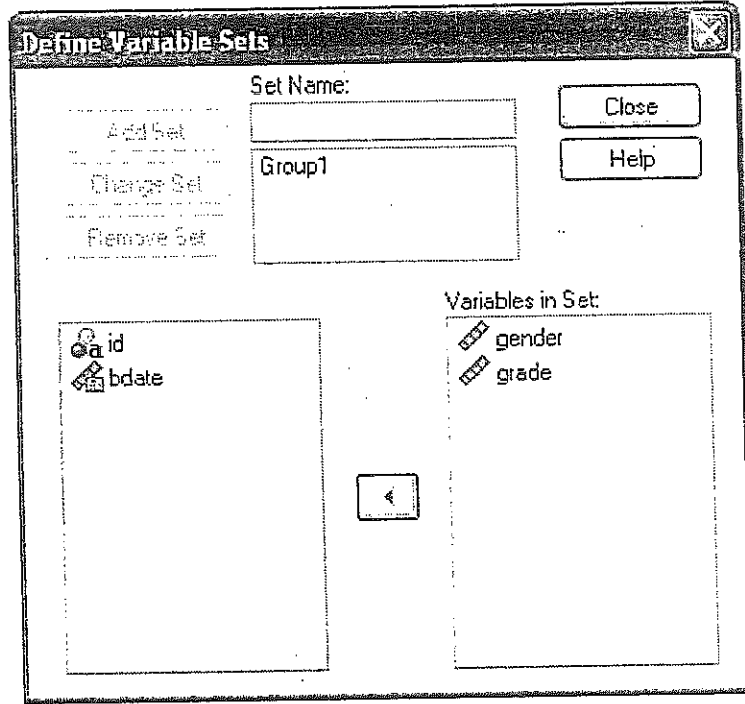 Define Variable Sets
Set Name:
Add Set
Close
Change Set
Group1
Help
Remove Set
Variables in Set:
id
bdate
gender
grade